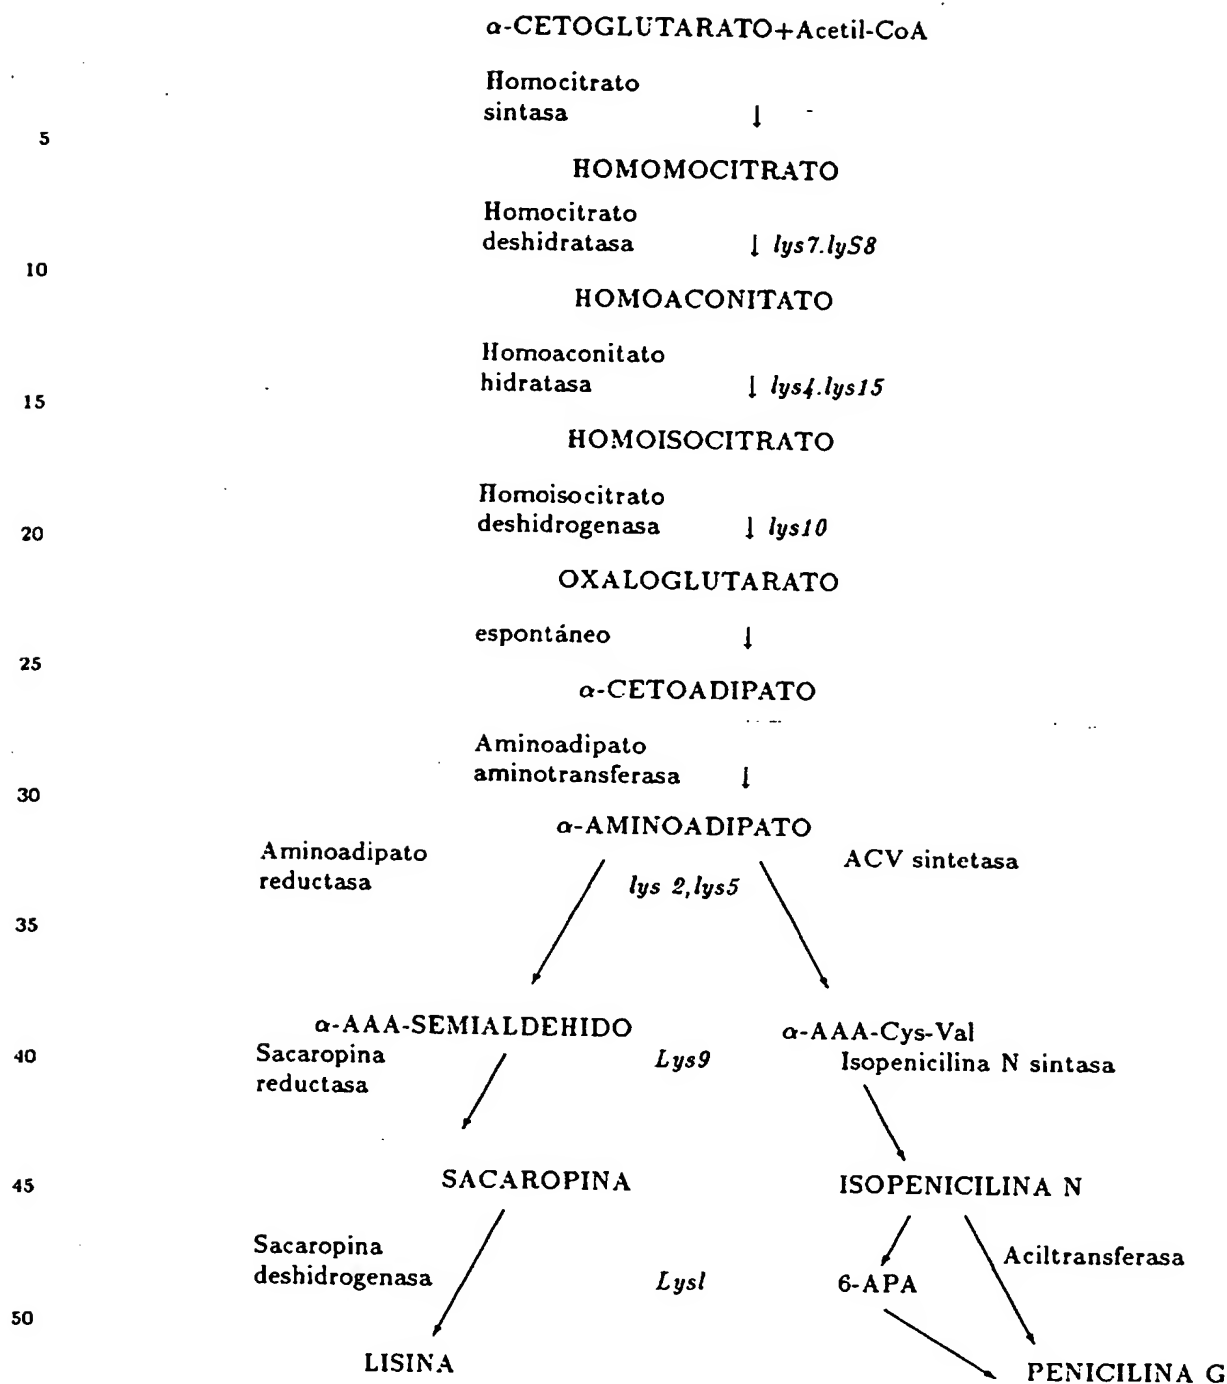 α-CETOGLUTARATO+Acetil-CoA
Homocitrato
sintasa ↓
5
HOMOMOCITRATO
Homocitrato
deshidratasa ↓ lys7.lyS8
10
HOMOACONITATO
Homoaconitato
hidratasa ↓ lys4.lys15
15
HOMOISOCITRATO
Homoisocitrato
deshidrogenasa ↓ lys10
20
OXALOGLUTARATO
espontáneo ↓
25
α-CETOADIPATO
Aminoadipato
aminotransferasa ↓
30
α-AMINOADIPATO
Aminoadipato
reductasa
lys 2,lys5
ACV sintetasa
35
α-AAA-SEMIALDEHIDO
α-AAA-Cys-Val
40
Sacaropina
reductasa
Lys9
Isopenicilina N sintasa
45
SACAROPINA
ISOPENICILINA N
Sacaropina
deshidrogenasa
Lysl
6-APA
Aciltransferasa
50
LISINA
PENICILINA G